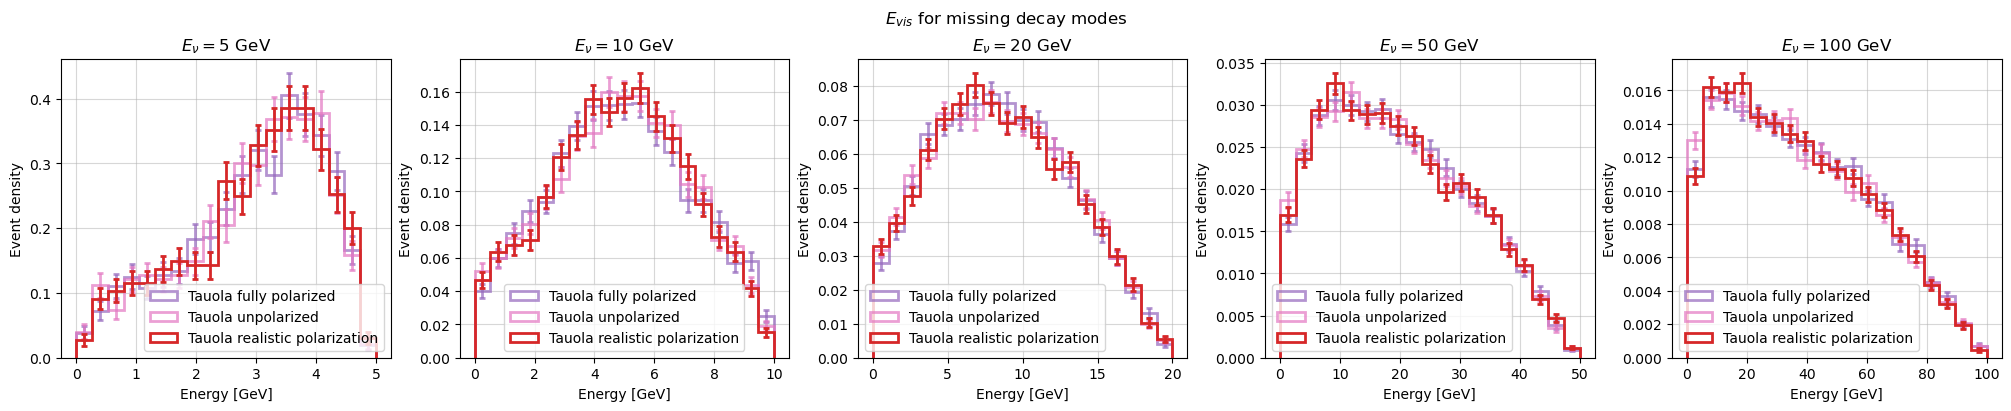 E_vis for missing decay modes
E_ν = 5 GeV
Event density
0.0
0.1
0.2
0.3
0.4
0 1 2 3 4 5
Energy [GeV]
Tauola fully polarized
Tauola unpolarized
Tauola realistic polarization
E_ν = 10 GeV
Event density
0.00
0.02
0.04
0.06
0.08
0.10
0.12
0.14
0.16
0 2 4 6 8 10
Energy [GeV]
Tauola fully polarized
Tauola unpolarized
Tauola realistic polarization
E_ν = 20 GeV
Event density
0.00
0.01
0.02
0.03
0.04
0.05
0.06
0.07
0.08
0 5 10 15 20
Energy [GeV]
Tauola fully polarized
Tauola unpolarized
Tauola realistic polarization
E_ν = 50 GeV
Event density
0.000
0.005
0.010
0.015
0.020
0.025
0.030
0.035
0 10 20 30 40 50
Energy [GeV]
Tauola fully polarized
Tauola unpolarized
Tauola realistic polarization
E_ν = 100 GeV
Event density
0.000
0.002
0.004
0.006
0.008
0.010
0.012
0.014
0.016
0 20 40 60 80 100
Energy [GeV]
Tauola fully polarized
Tauola unpolarized
Tauola realistic polarization